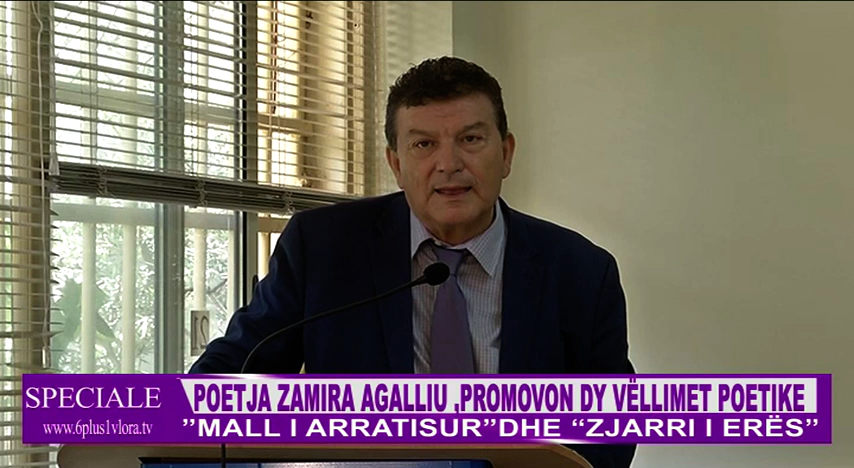 SPECIALE
www.6plus1vlora.tv
POETJA ZAMIRA AGALLIU ,PROMOVON DY VËLLIMET POETIKE
”MALL I ARRATISUR”DHE “ZJARRI I ERËS”